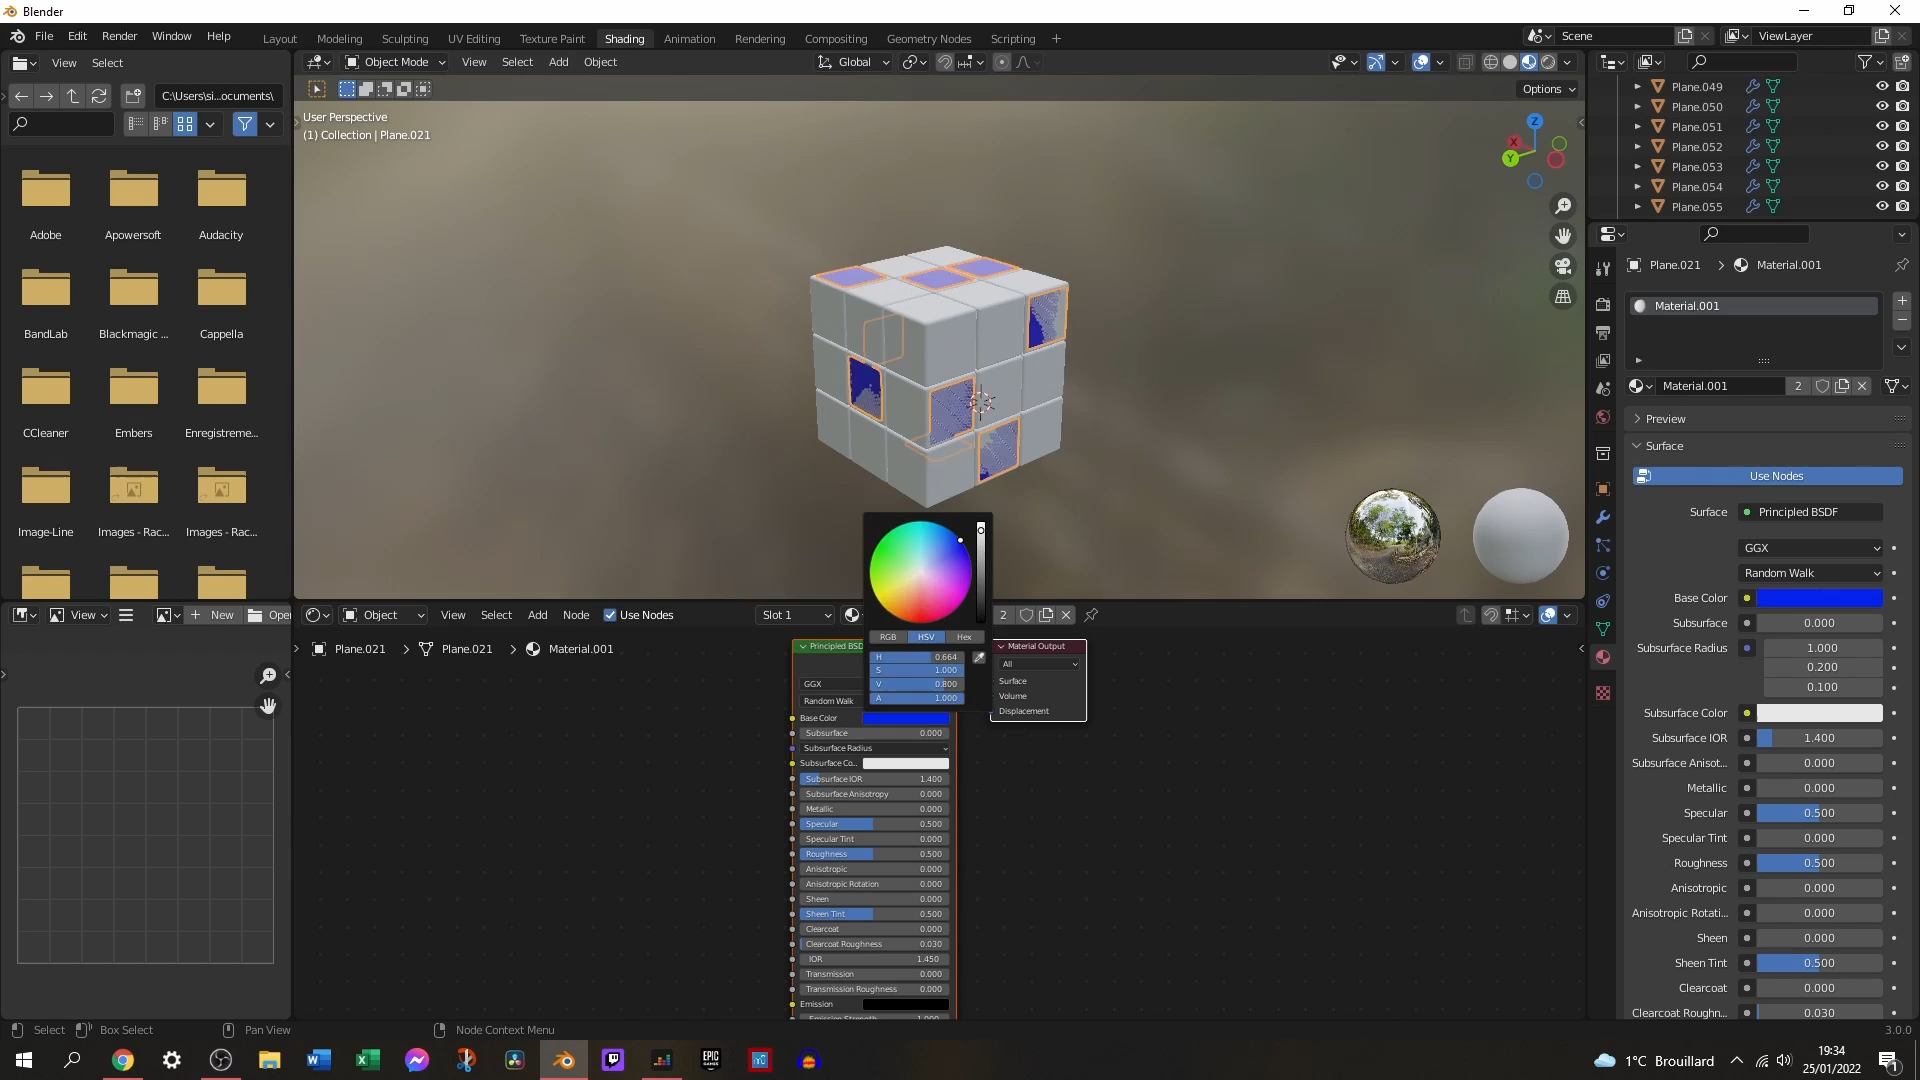 Blender
File Edit Render Window Help
Layout Modeling Sculpting UV Editing Texture Paint Shading Animation Rendering Compositing Geometry Nodes Scripting +
Scene
ViewLayer
View Select
Object Mode View Select Add Object
Global
C:\Users\si...ocuments\
Options
User Perspective
(1) Collection | Plane.021
Z
X
Y
Adobe Apowersoft Audacity
BandLab Blackmagic ... Cappella
CCleaner Embers Enregistreme...
Image-Line Images - Rac... Images - Rac...
Plane.049
Plane.050
Plane.051
Plane.052
Plane.053
Plane.054
Plane.055
Plane.021 > Material.001
Material.001
Material.001 2
Preview
Surface
Use Nodes
Surface Principled BSDF
GGX
Random Walk
Base Color
Subsurface 0.000
Subsurface Radius 1.000
0.200
0.100
Subsurface Color
Subsurface IOR 1.400
Subsurface Anisot... 0.000
Metallic 0.000
Specular 0.500
Specular Tint 0.000
Roughness 0.500
Anisotropic 0.000
Anisotropic Rotati... 0.000
Sheen 0.000
Sheen Tint 0.500
Clearcoat 0.000
Clearcoat Roughn... 0.030
View + New Open
Object View Select Add Node Use Nodes Slot 1 2
Plane.021 > Plane.021 > Material.001
RGB HSV Hex
H 0.664
S 1.000
V 0.800
A 1.000
Principled BSD
GGX
Random Walk
Base Color
Subsurface 0.000
Subsurface Radius
Subsurface Co..
Subsurface IOR 1.400
Subsurface Anisotropy 0.000
Metallic 0.000
Specular 0.500
Specular Tint 0.000
Roughness 0.500
Anisotropic 0.000
Anisotropic Rotation 0.000
Sheen 0.000
Sheen Tint 0.500
Clearcoat 0.000
Clearcoat Roughness 0.030
IOR 1.450
Transmission 0.000
Transmission Roughness 0.000
Emission
Emission Strength 1.000
Material Output
All
Surface
Volume
Displacement
Select Box Select Pan View Node Context Menu 3.0.0
EPIC GAMES
1°C Brouillard
19:34
25/01/2022
1